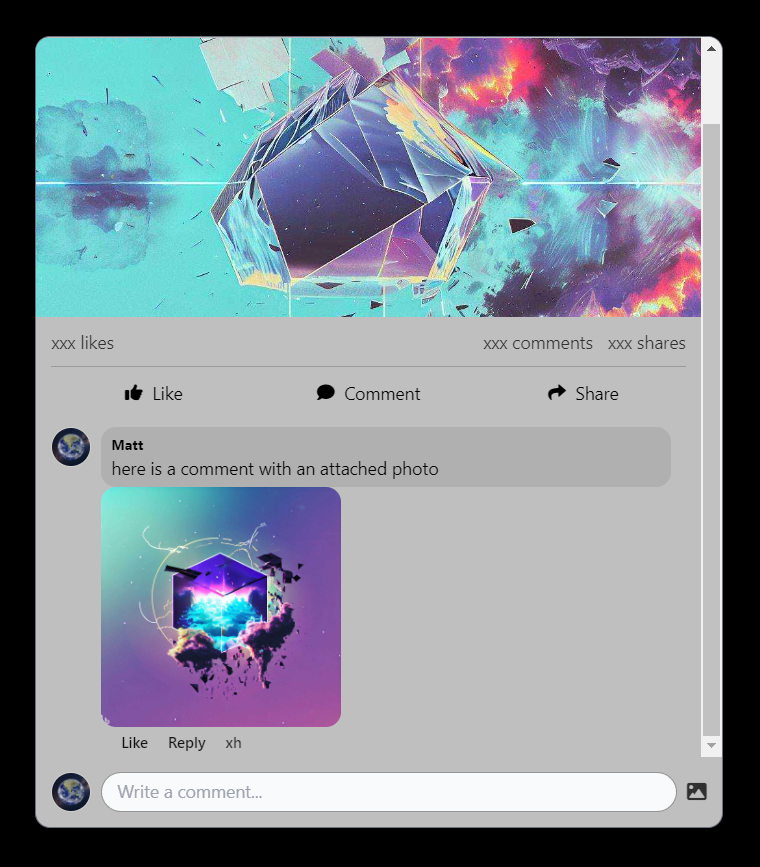 xxx likes xxx comments xxx shares
Like Comment Share
Matt
here is a comment with an attached photo
Like Reply xh
Write a comment...